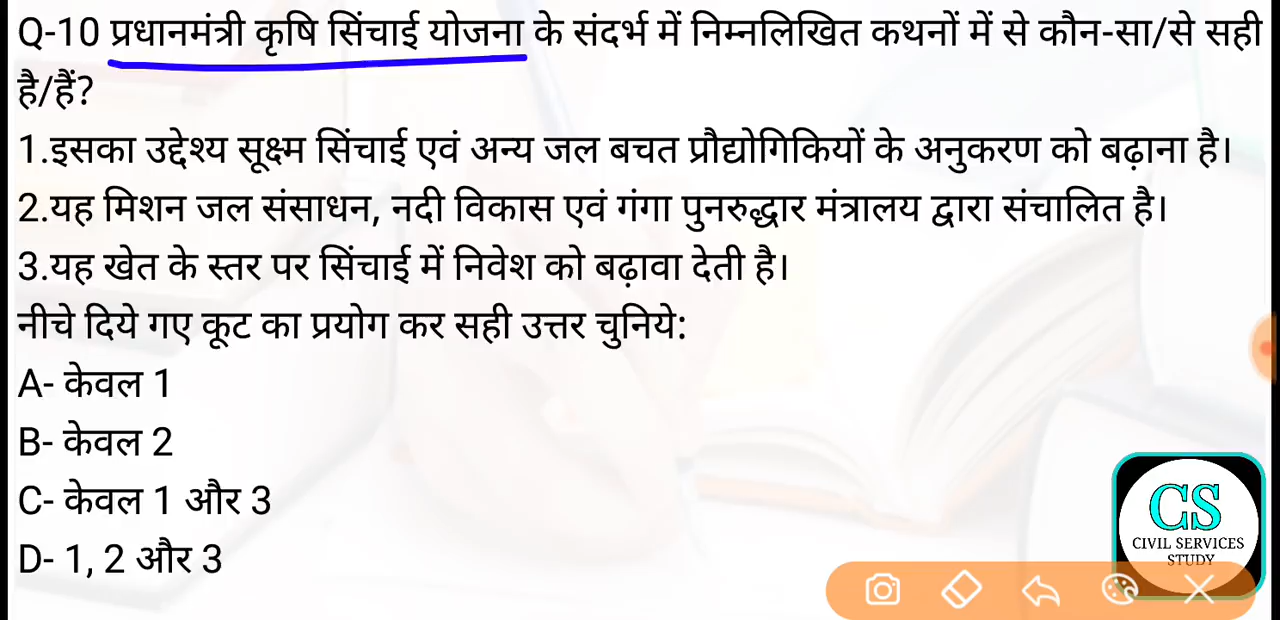 Q-10 प्रधानमंत्री कृषि सिंचाई योजना के संदर्भ में निम्नलिखित कथनों में से कौन-सा/से सही
है/हैं?
1.इसका उद्देश्य सूक्ष्म सिंचाई एवं अन्य जल बचत प्रौद्योगिकियों के अनुकरण को बढ़ाना है।
2.यह मिशन जल संसाधन, नदी विकास एवं गंगा पुनरुद्धार मंत्रालय द्वारा संचालित है।
3.यह खेत के स्तर पर सिंचाई में निवेश को बढ़ावा देती है।
नीचे दिये गए कूट का प्रयोग कर सही उत्तर चुनिये:
A- केवल 1
B- केवल 2
C- केवल 1 और 3
D- 1, 2 और 3
CS
CIVIL SERVICES
STUDY